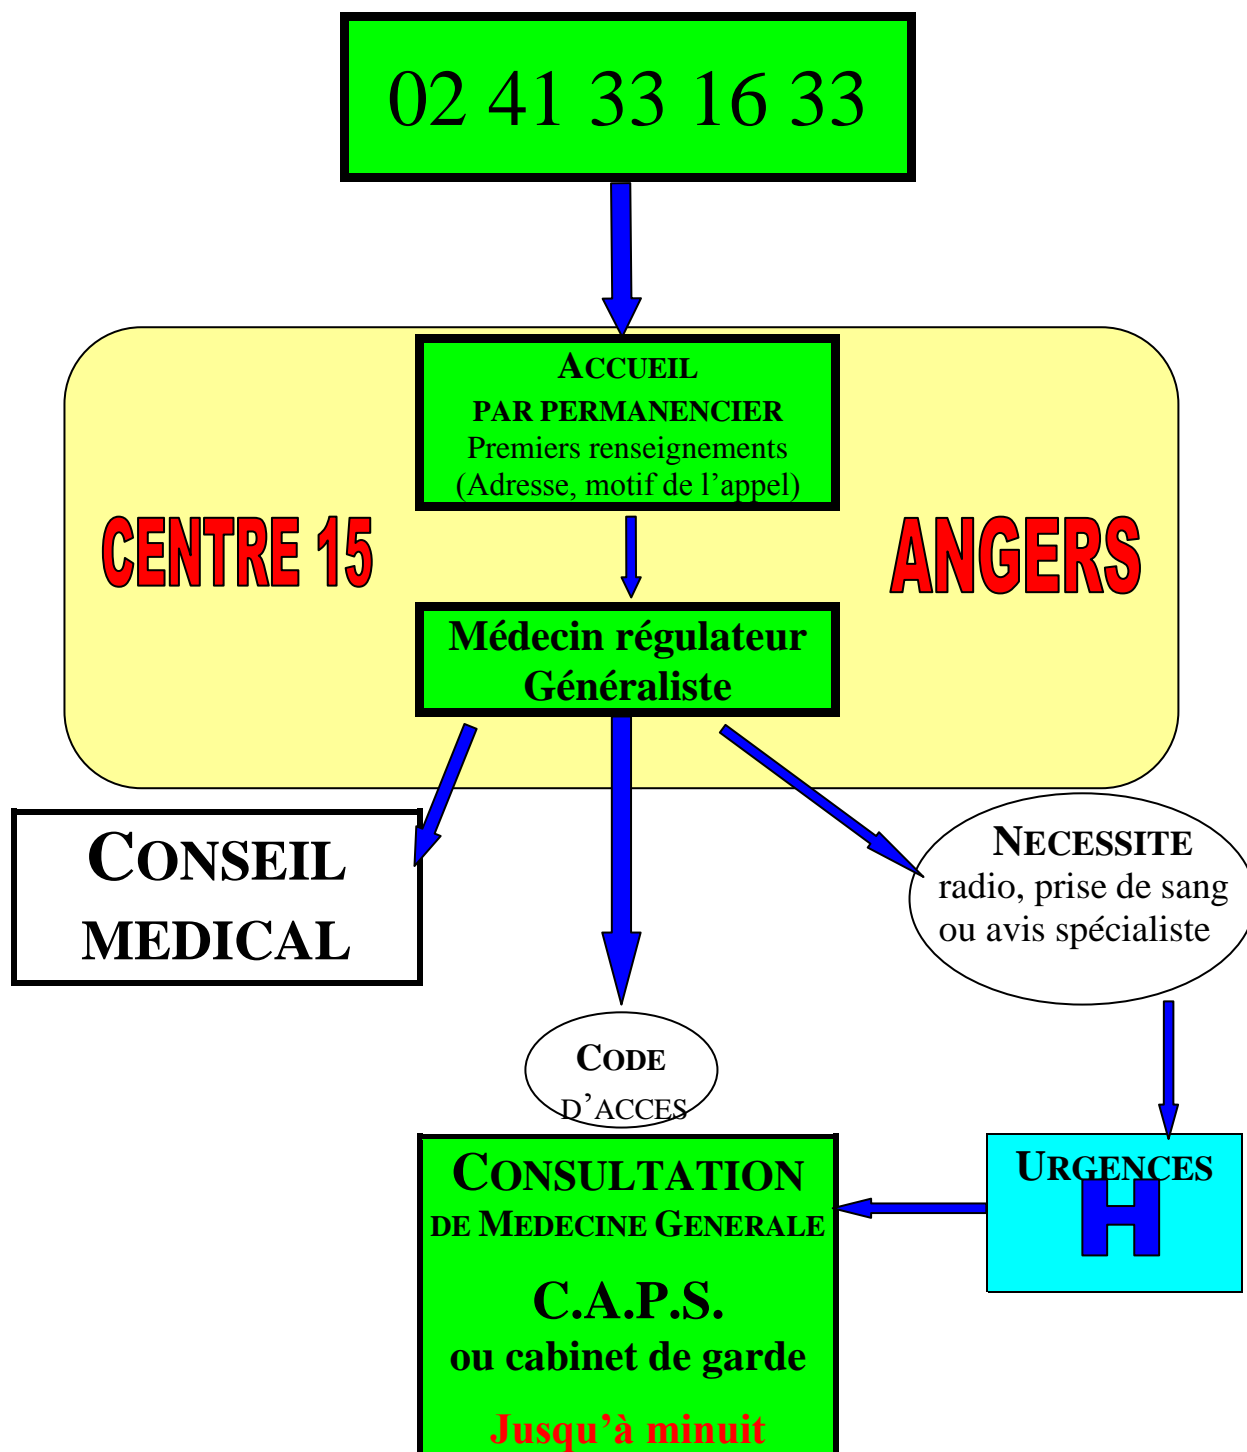 02 41 33 16 33
ACCUEIL
PAR PERMANENCIER
Premiers renseignements
(Adresse, motif de l’appel)
CENTRE 15
ANGERS
Médecin régulateur
Généraliste
CONSEIL
MEDICAL
NECESSITE
radio, prise de sang
ou avis spécialiste
CODE
D’ACCES
URGENCES
H
CONSULTATION
DE MEDECINE GENERALE
C.A.P.S.
ou cabinet de garde
Jusqu’à minuit